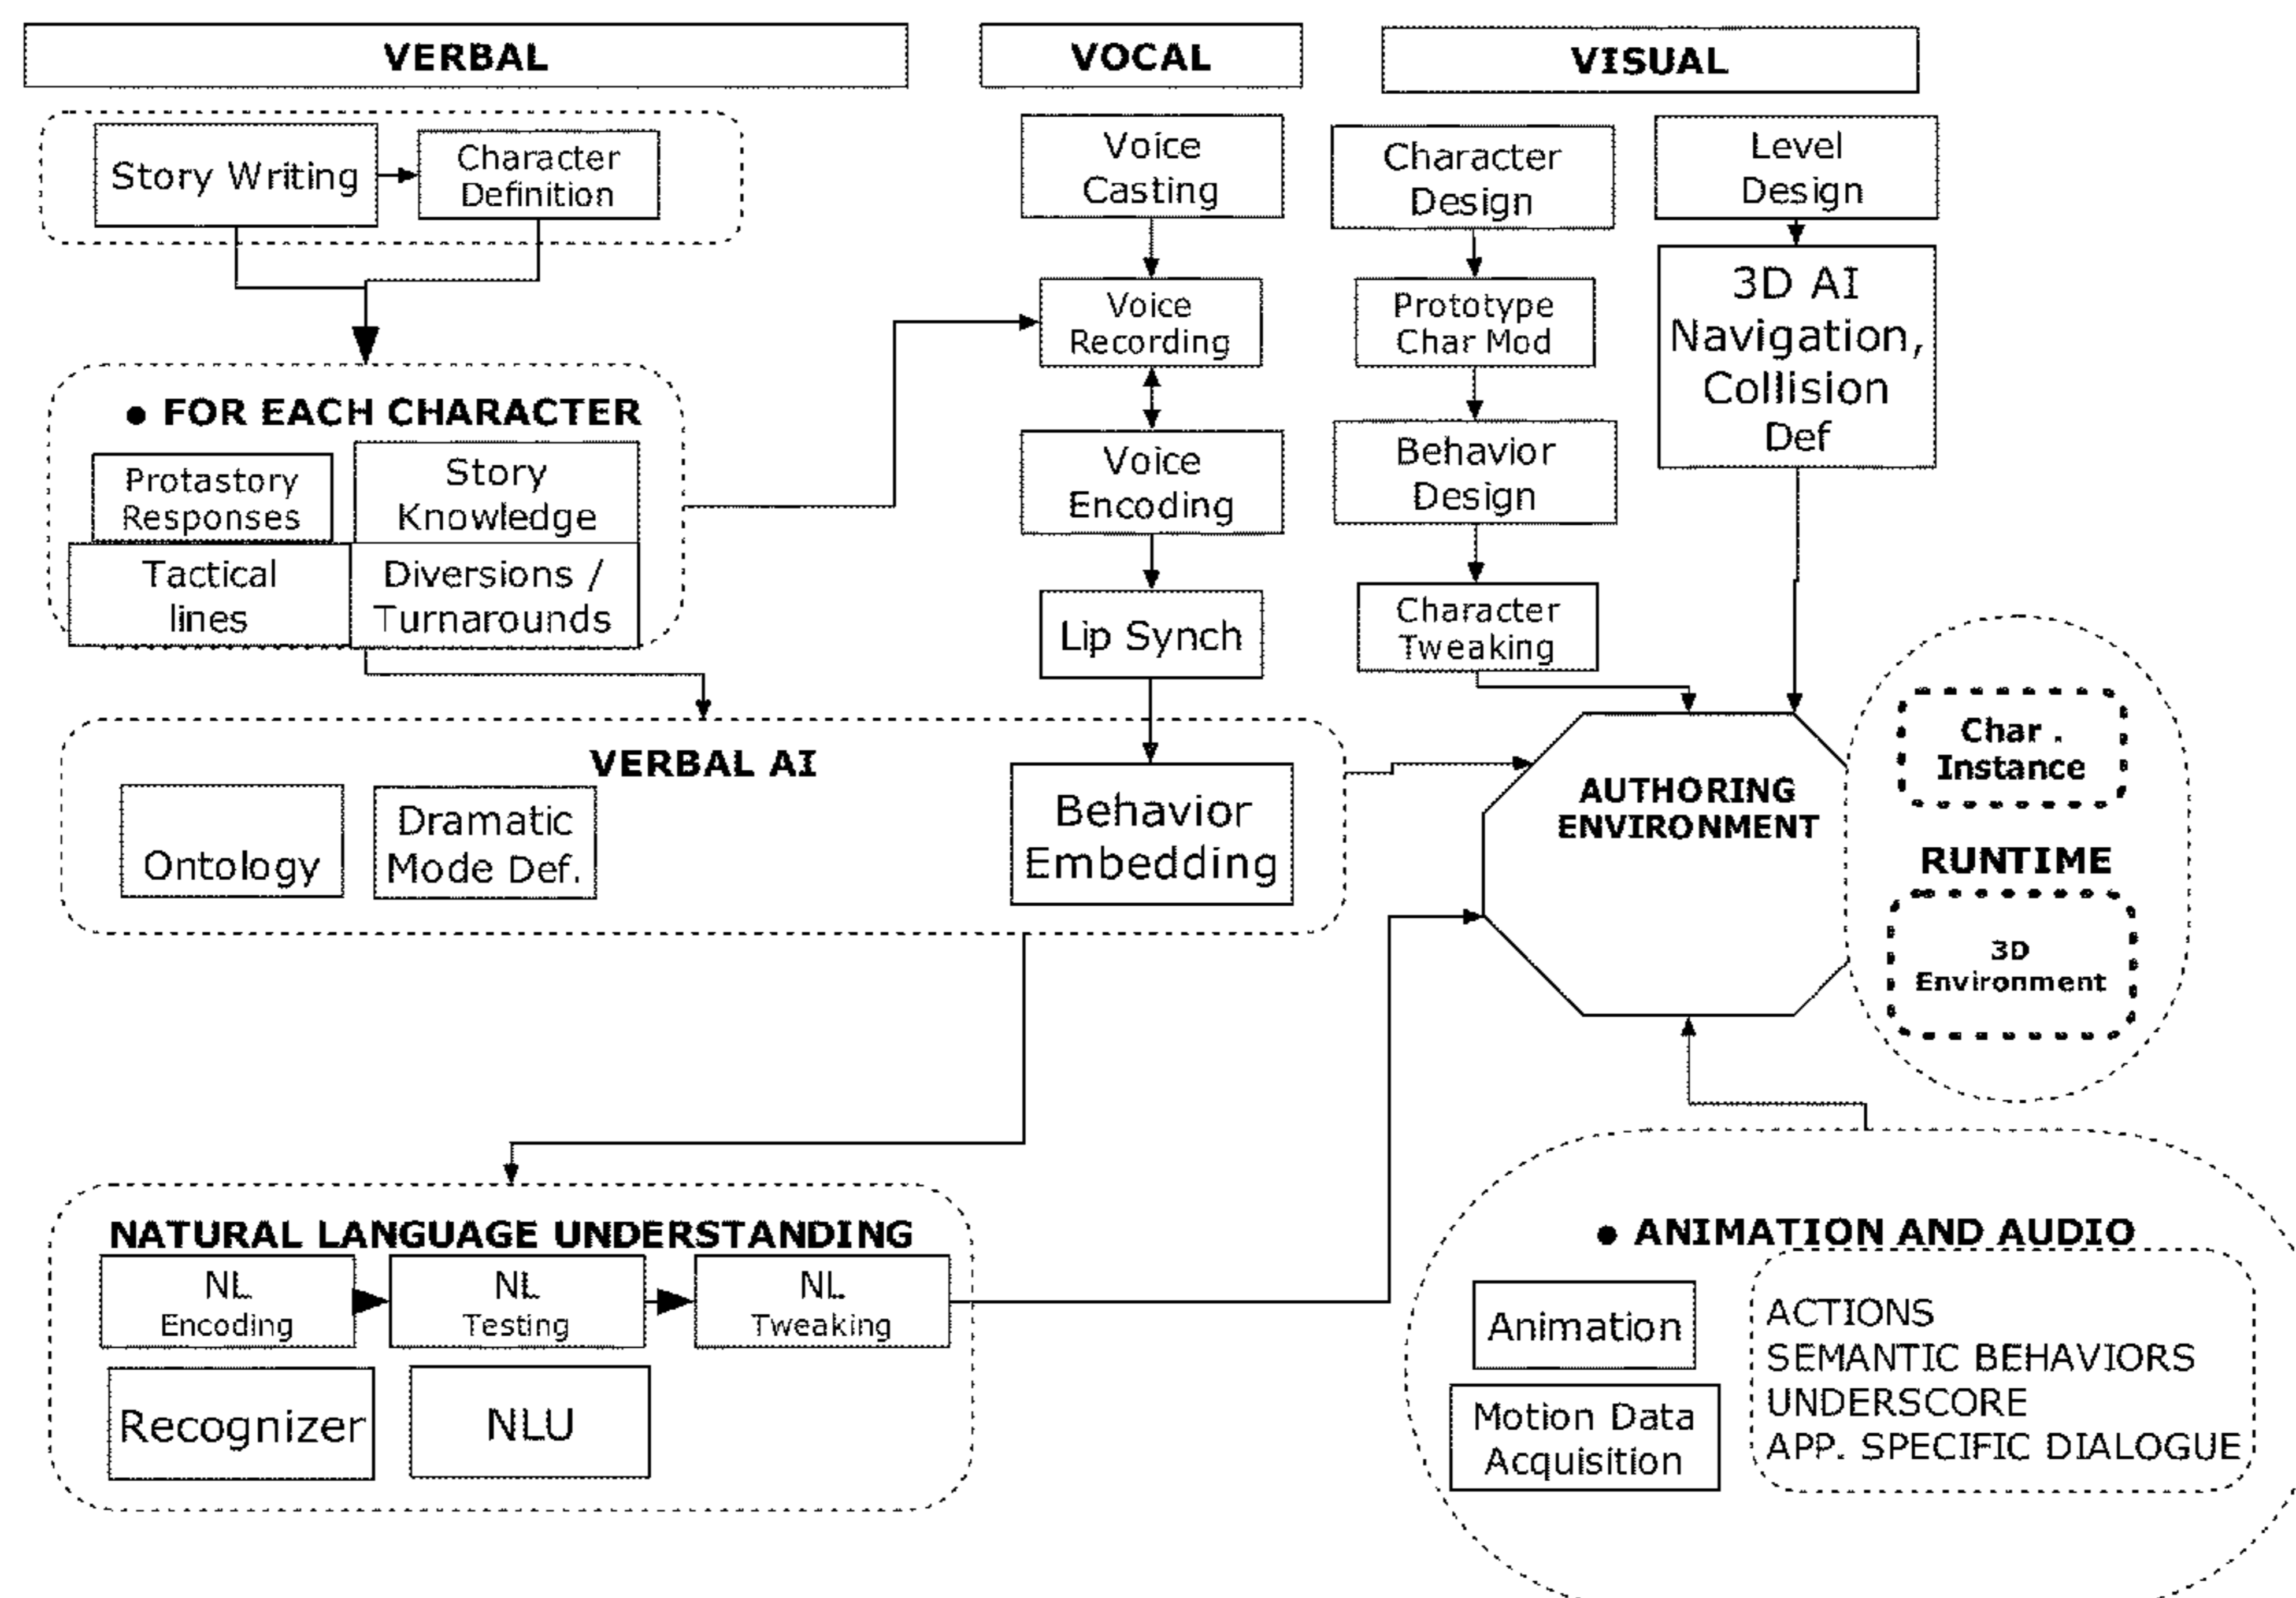 VERBAL
VOCAL
VISUAL
Story Writing
Character
Definition
Voice
Casting
Character
Design
Level
Design
Voice
Recording
Prototype
Char Mod
3D AI
Navigation,
Collision
Def
● FOR EACH CHARACTER
Protastory
Responses
Story
Knowledge
Tactical
lines
Diversions /
Turnarounds
Voice
Encoding
Behavior
Design
Lip Synch
Character
Tweaking
VERBAL AI
Ontology
Dramatic
Mode Def.
Behavior
Embedding
AUTHORING
ENVIRONMENT
Char .
Instance
RUNTIME
3D
Environment
NATURAL LANGUAGE UNDERSTANDING
NL
Encoding
NL
Testing
NL
Tweaking
Recognizer
NLU
● ANIMATION AND AUDIO
Animation
Motion Data
Acquisition
ACTIONS
SEMANTIC BEHAVIORS
UNDERSCORE
APP. SPECIFIC DIALOGUE